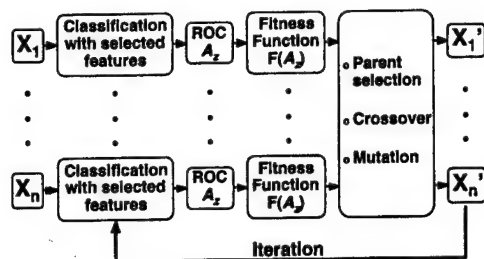 X1
Classification
with selected
features
ROC
Az
Fitness
Function
F(Az)
Parent
selection
Crossover
Mutation
X1'
Xn
Classification
with selected
features
ROC
Az
Fitness
Function
F(Az)
Xn'
Iteration